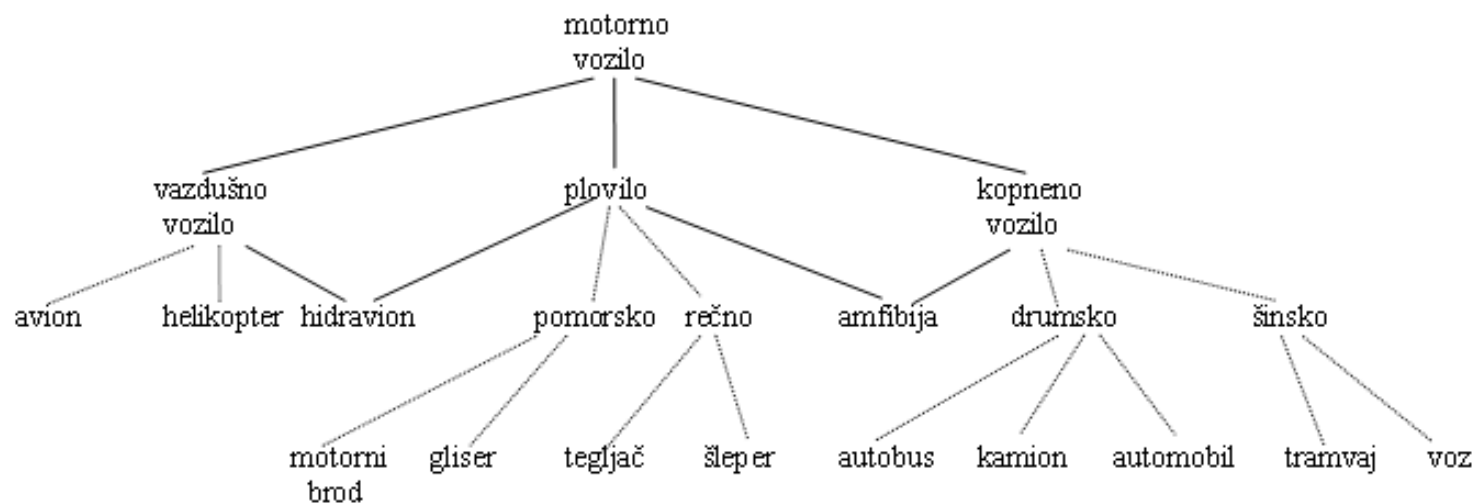 motorno
vozilo
vazdušno
vozilo
plovilo
kopneno
vozilo
avion
helikopter
hidravion
pomorsko
rečno
amfibija
drumsko
šinsko
motorni
brod
gliser
tegljač
šleper
autobus
kamion
automobil
tramvaj
voz